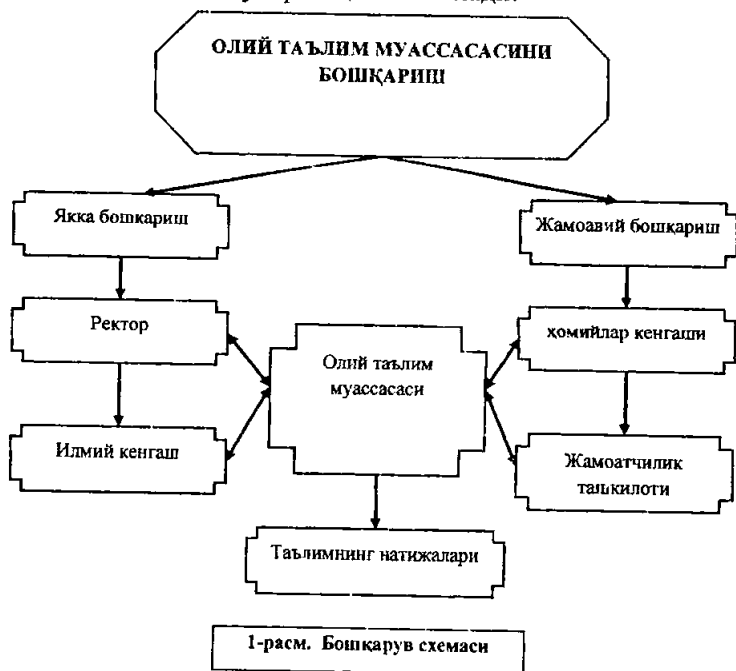 ОЛИЙ ТАЪЛИМ МУАССАСАСИНИ
БОШҚАРИШ
Якка бошкариш
Жамоавий бошқариш
Ректор
Олий таълим
муассасаси
ҳомийлар кенгаши
Илмий кенгаш
Жамоатчилик
ташкилоти
Таълимнинг натижалари
1-расм. Бошқарув схемаси